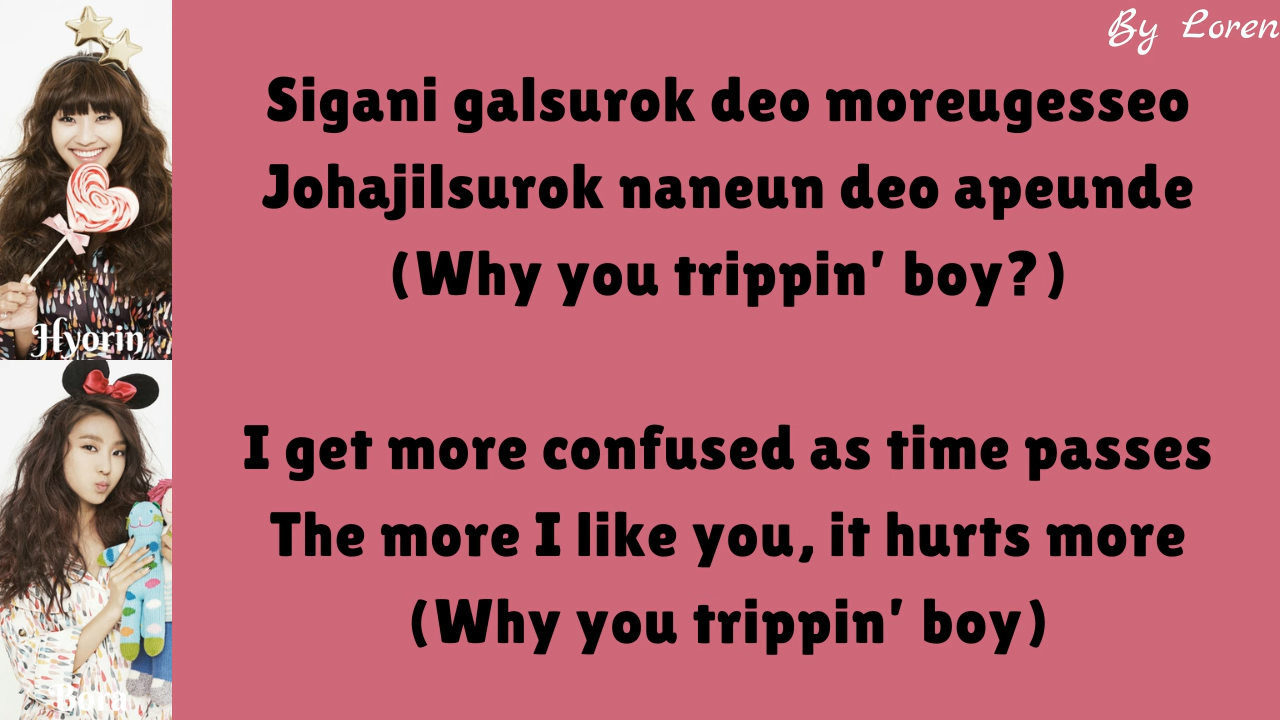 By Loren
Sigani galsurok deo moreugesseo
Johajilsurok naneun deo apeunde
(Why you trippin' boy?)
I get more confused as time passes
The more I like you, it hurts more
(Why you trippin' boy)
Hyorin
Bora